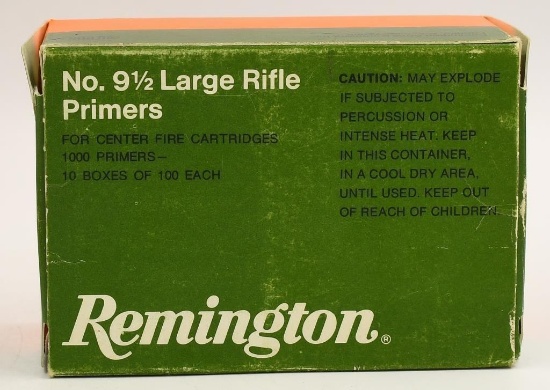 No. 9½ Large Rifle
Primers
FOR CENTER FIRE CARTRIDGES
1000 PRIMERS—
10 BOXES OF 100 EACH
CAUTION: MAY EXPLODE
IF SUBJECTED TO
PERCUSSION OR
INTENSE HEAT. KEEP
IN THIS CONTAINER,
IN A COOL DRY AREA,
UNTIL USED. KEEP OUT
OF REACH OF CHILDREN.
Remington®